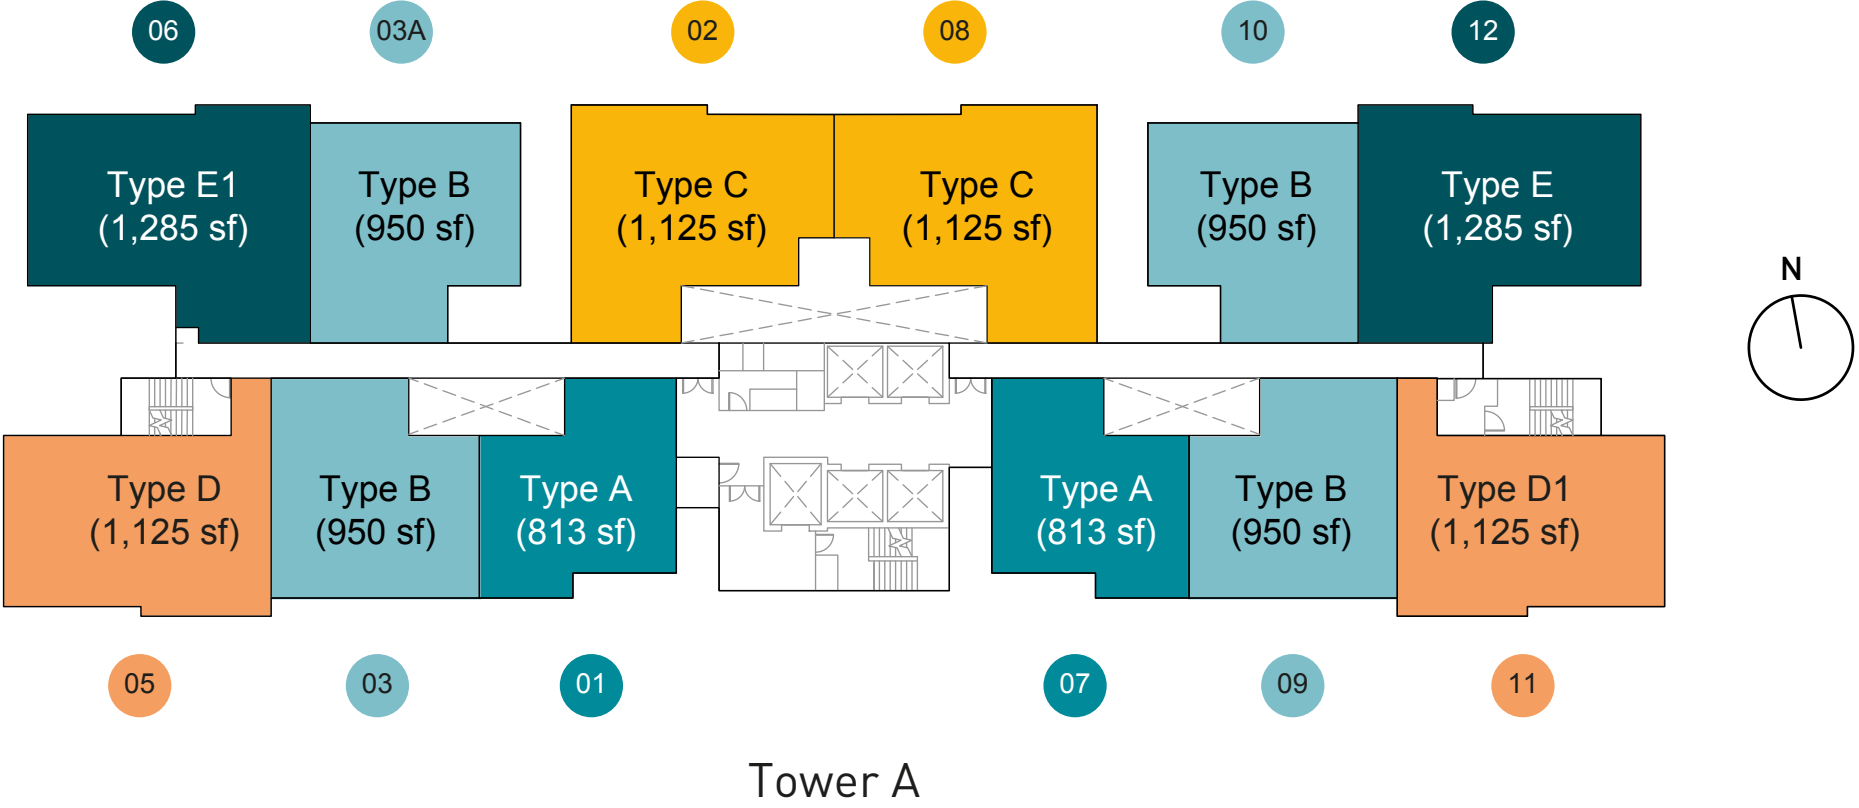 06
03A
02
08
10
12
Type E1
(1,285 sf)
Type B
(950 sf)
Type C
(1,125 sf)
Type C
(1,125 sf)
Type B
(950 sf)
Type E
(1,285 sf)
N
Type D
(1,125 sf)
Type B
(950 sf)
Type A
(813 sf)
Type A
(813 sf)
Type B
(950 sf)
Type D1
(1,125 sf)
05
03
01
07
09
11
Tower A